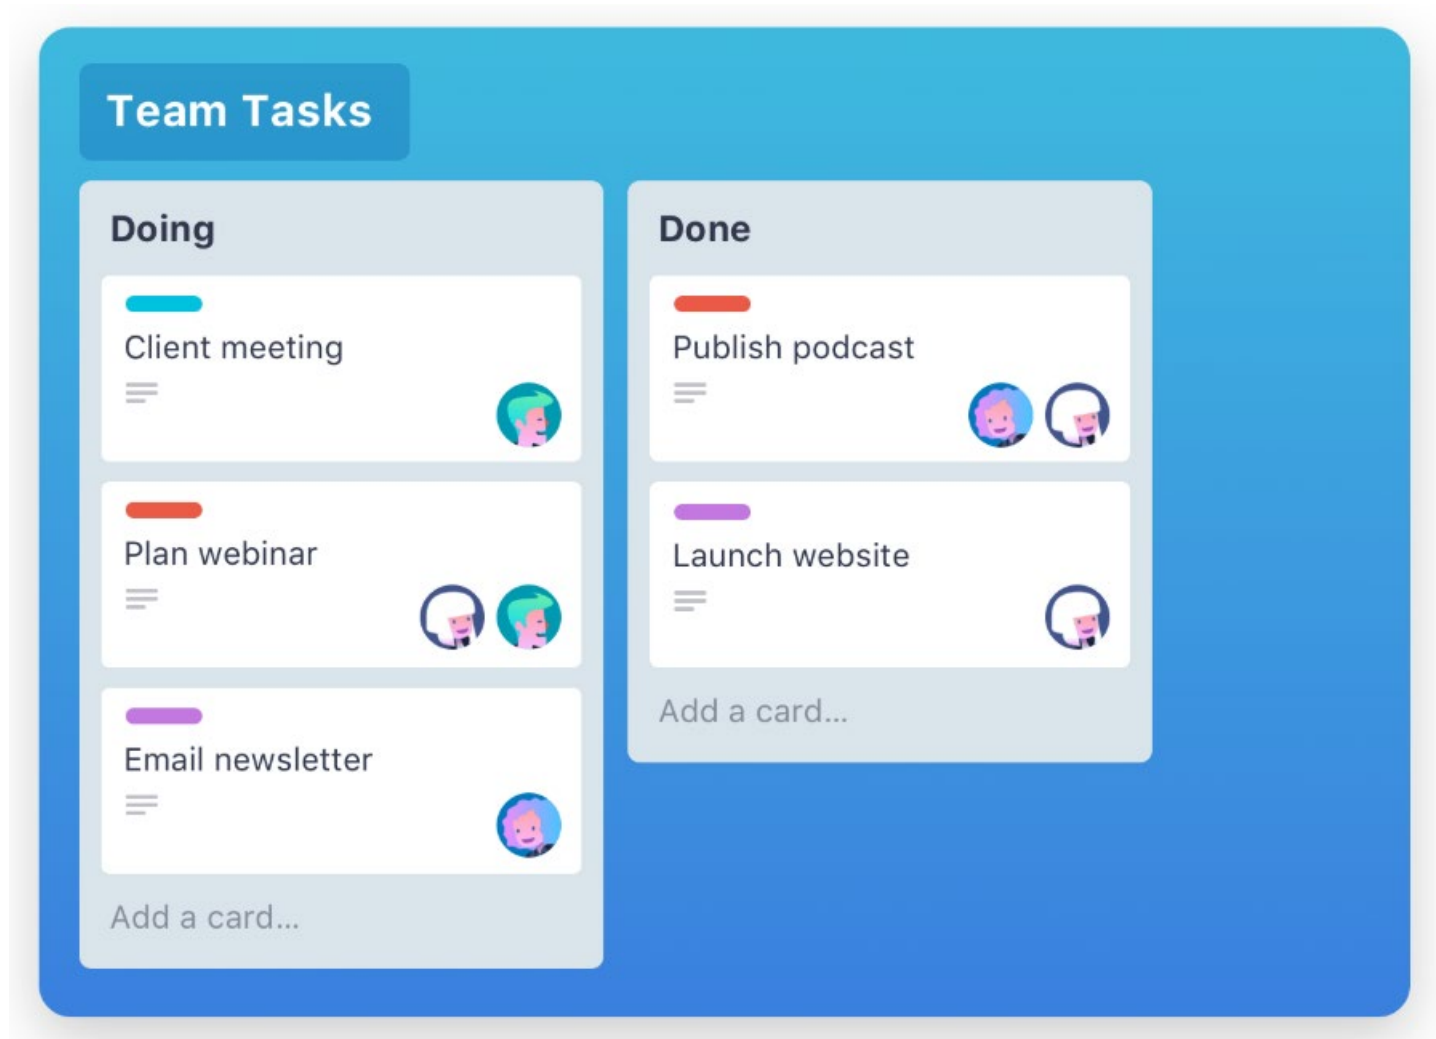 Team Tasks
Doing
Client meeting
Plan webinar
Email newsletter
Add a card...
Done
Publish podcast
Launch website
Add a card...